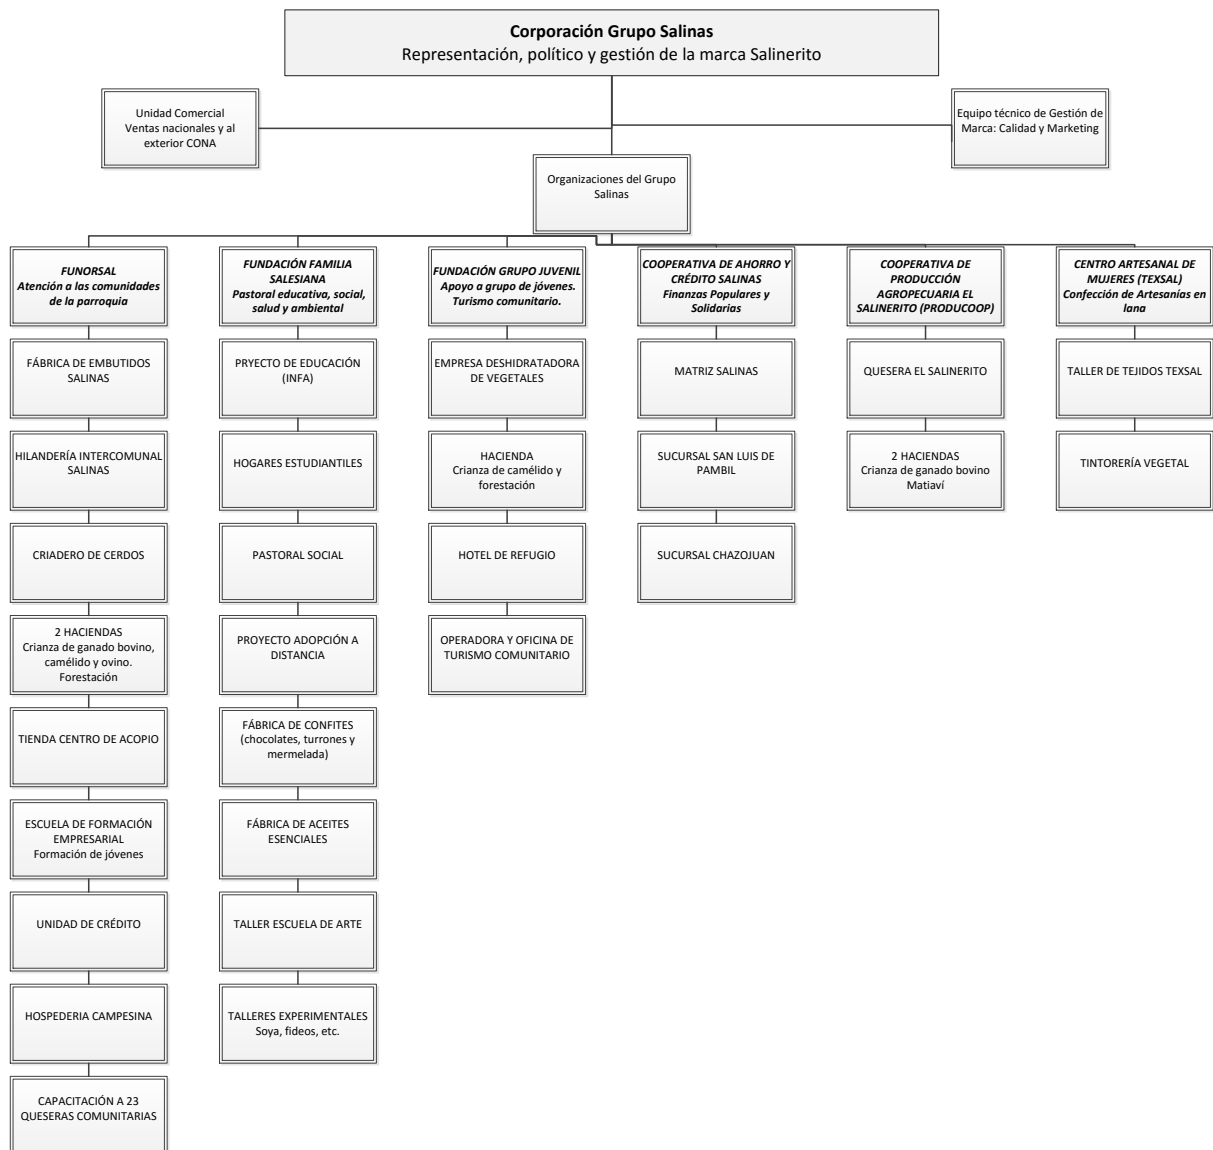 Corporación Grupo Salinas
Representación, político y gestión de la marca Salinerito
Unidad Comercial
Ventas nacionales y al
exterior CONA
Equipo técnico de Gestión de
Marca: Calidad y Marketing
Organizaciones del Grupo
Salinas
FUNORSAL
Atención a las comunidades
de la parroquia
FÁBRICA DE EMBUTIDOS
SALINAS
HILANDERÍA INTERCOMUNAL
SALINAS
CRIADERO DE CERDOS
2 HACIENDAS
Crianza de ganado bovino,
camélido y ovino.
Forestación
TIENDA CENTRO DE ACOPIO
ESCUELA DE FORMACIÓN
EMPRESARIAL
Formación de jóvenes
UNIDAD DE CRÉDITO
HOSPEDERIA CAMPESINA
CAPACITACIÓN A 23
QUESERAS COMUNITARIAS
FUNDACIÓN FAMILIA
SALESIANA
Pastoral educativa, social,
salud y ambiental
PRYECTO DE EDUCACIÓN
(INFA)
HOGARES ESTUDIANTILES
PASTORAL SOCIAL
PROYECTO ADOPCIÓN A
DISTANCIA
FÁBRICA DE CONFITES
(chocolates, turrones y
mermelada)
FÁBRICA DE ACEITES
ESENCIALES
TALLER ESCUELA DE ARTE
TALLERES EXPERIMENTALES
Soya, fideos, etc.
FUNDACIÓN GRUPO JUVENIL
Apoyo a grupo de jóvenes.
Turismo comunitario.
EMPRESA DESHIDRATADORA
DE VEGETALES
HACIENDA
Crianza de camélido y
forestación
HOTEL DE REFUGIO
OPERADORA Y OFICINA DE
TURISMO COMUNITARIO
COOPERATIVA DE AHORRO Y
CRÉDITO SALINAS
Finanzas Populares y
Solidarias
MATRIZ SALINAS
SUCURSAL SAN LUIS DE
PAMBIL
SUCURSAL CHAZOJUAN
COOPERATIVA DE
PRODUCCIÓN
AGROPECUARIA EL
SALINERITO (PRODUCOOP)
QUESERA EL SALINERITO
2 HACIENDAS
Crianza de ganado bovino
Matiaví
CENTRO ARTESANAL DE
MUJERES (TEXSAL)
Confección de Artesanías en
lana
TALLER DE TEJIDOS TEXSAL
TINTORERÍA VEGETAL